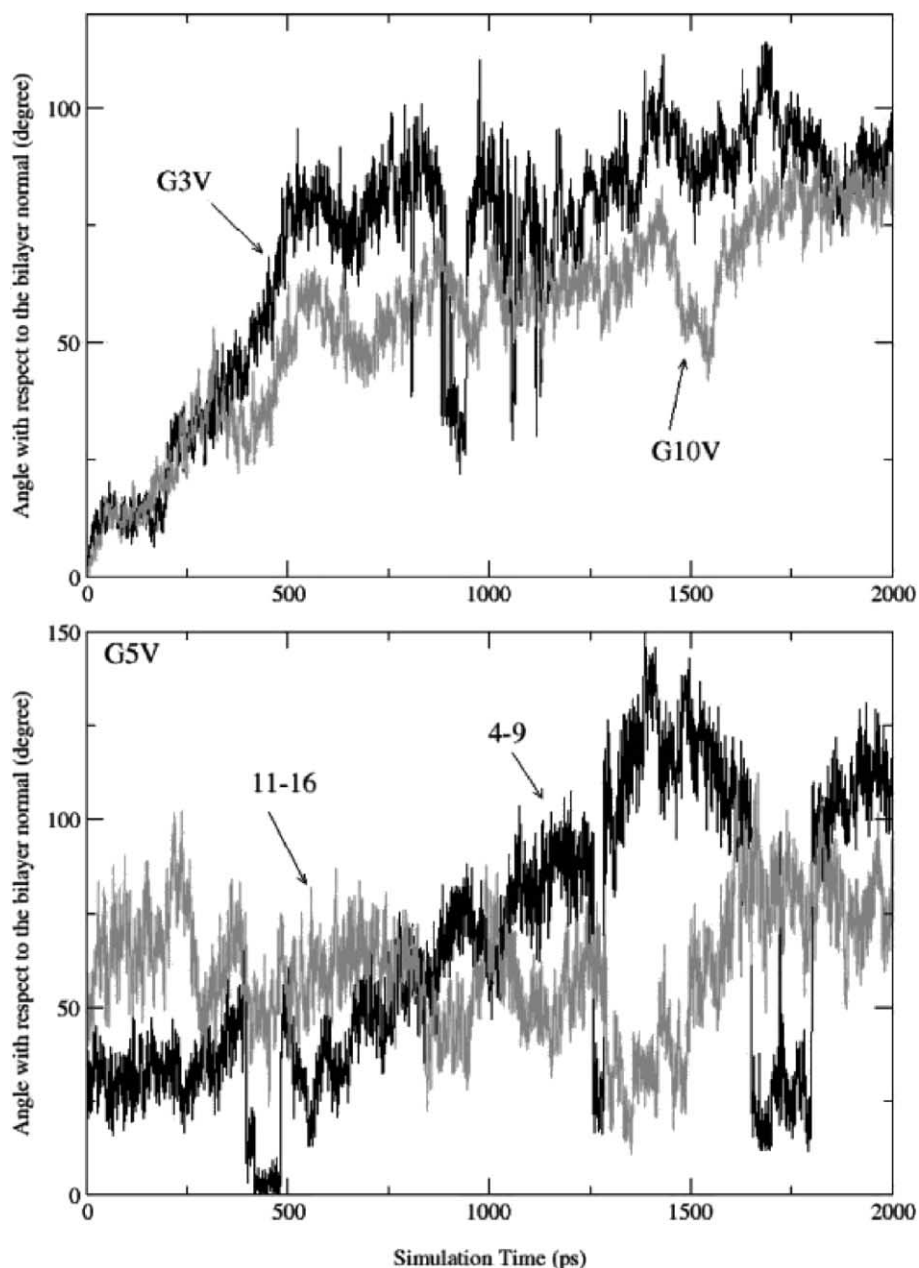 Angle with respect to the bilayer normal (degree)
100
50
0
G3V
G10V
0 500 1000 1500 2000
Angle with respect to the bilayer normal (degree)
150
100
50
0
G5V
11-16
4-9
0 500 1000 1500 2000
Simulation Time (ps)